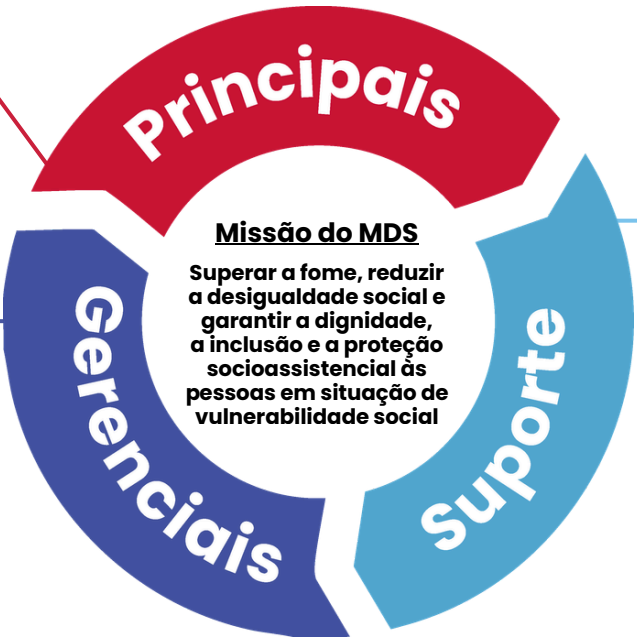 Principais
Missão do MDS
Superar a fome, reduzir
a desigualdade social e
garantir a dignidade,
a inclusão e a proteção
socioassistencial às
pessoas em situação de
vulnerabilidade social
Gerenciais
Suporte